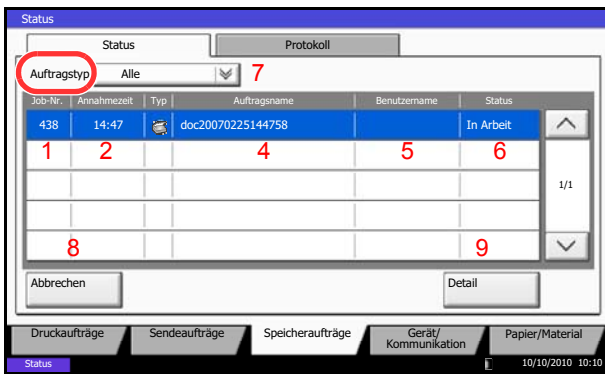 Status
Status Protokoll
Auftragstyp Alle 7
Job-Nr. Annahmezeit Typ Auftragsname Benutzername Status
438 14:47 doc20070225144758 In Arbeit
1 2 4 5 6
1/1
8 9
Abbrechen Detail
Druckaufträge Sendeaufträge Speicheraufträge Gerät/ Kommunikation Papier/Material
Status 10/10/2010 10:10